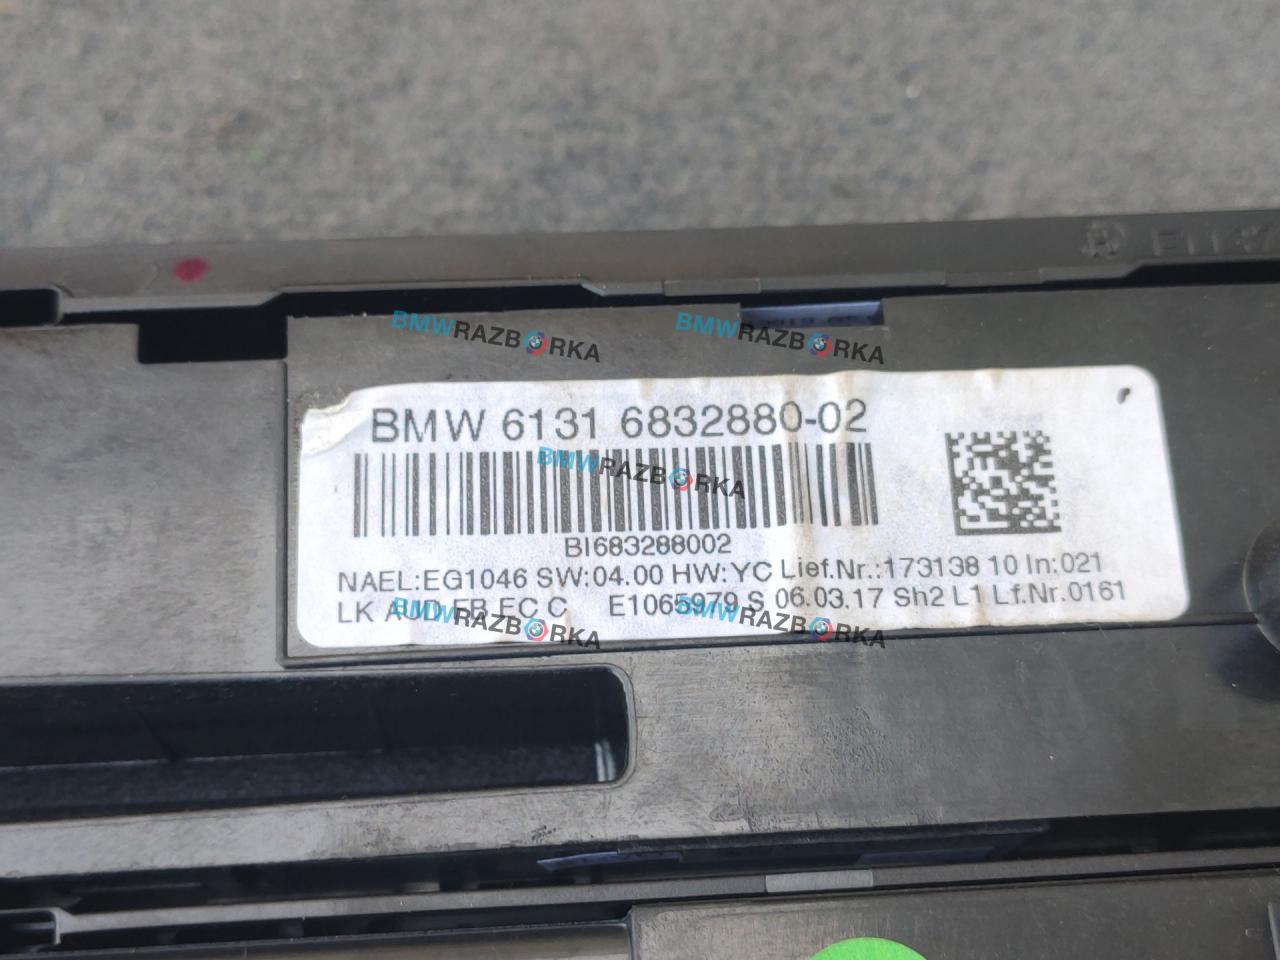 BMWRAZBORKA
BMWRAZBORKA
BMW 6131 6832880-02
BMWRAZBORKA
BI683288002
NAEL:EG1046 SW:04.00 HW:YC Lief.Nr.:173138 10 In:021
LK AUD FB FC C E1065979 S 06.03.17 Sh2 L1 Lf.Nr.0161
BMWRAZBORKA
BMWRAZBORKA